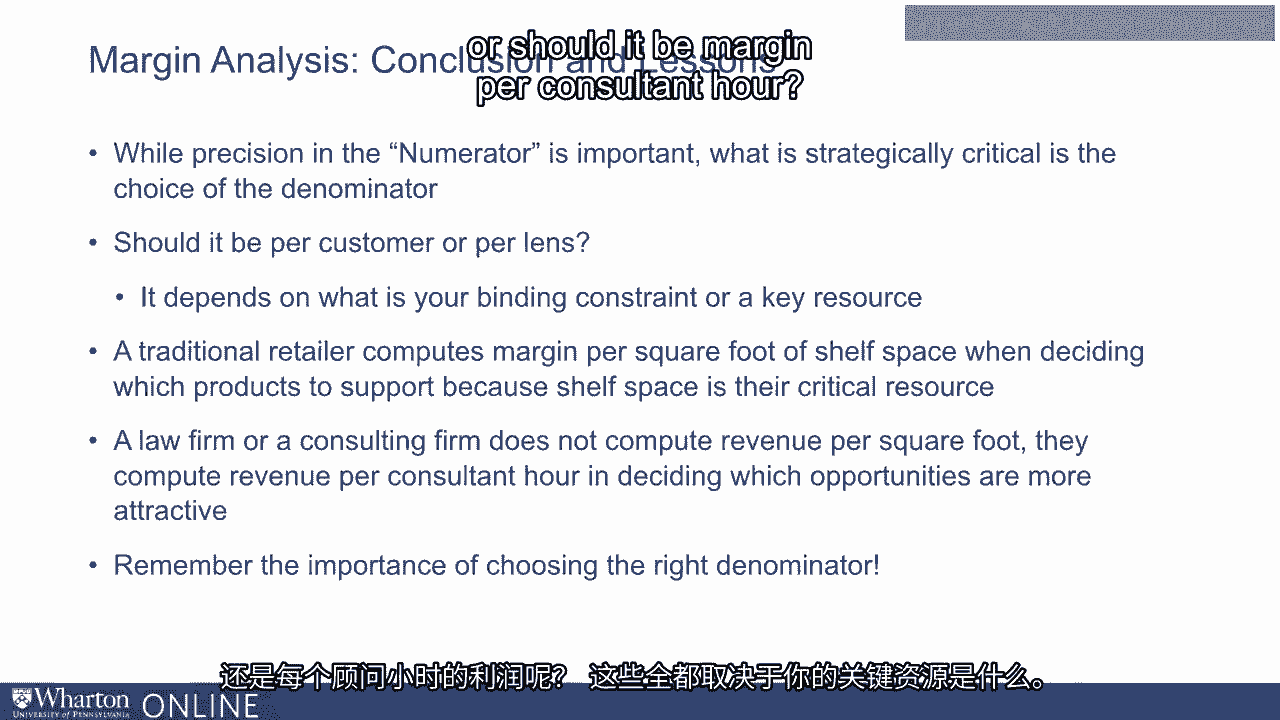 or should it be margin
per consultant hour?
Margin Analysis: Conclusion and Lessons
• While precision in the “Numerator” is important, what is strategically critical is the
choice of the denominator
• Should it be per customer or per lens?
• It depends on what is your binding constraint or a key resource
• A traditional retailer computes margin per square foot of shelf space when deciding
which products to support because shelf space is their critical resource
• A law firm or a consulting firm does not compute revenue per square foot, they
compute revenue per consultant hour in deciding which opportunities are more
attractive
• Remember the importance of choosing the right denominator!
还是每个顾问小时的利润呢？ 这些全都取决于你的关键资源是什么。
Wharton
UNIVERSITY of PENNSYLVANIA
ONLINE